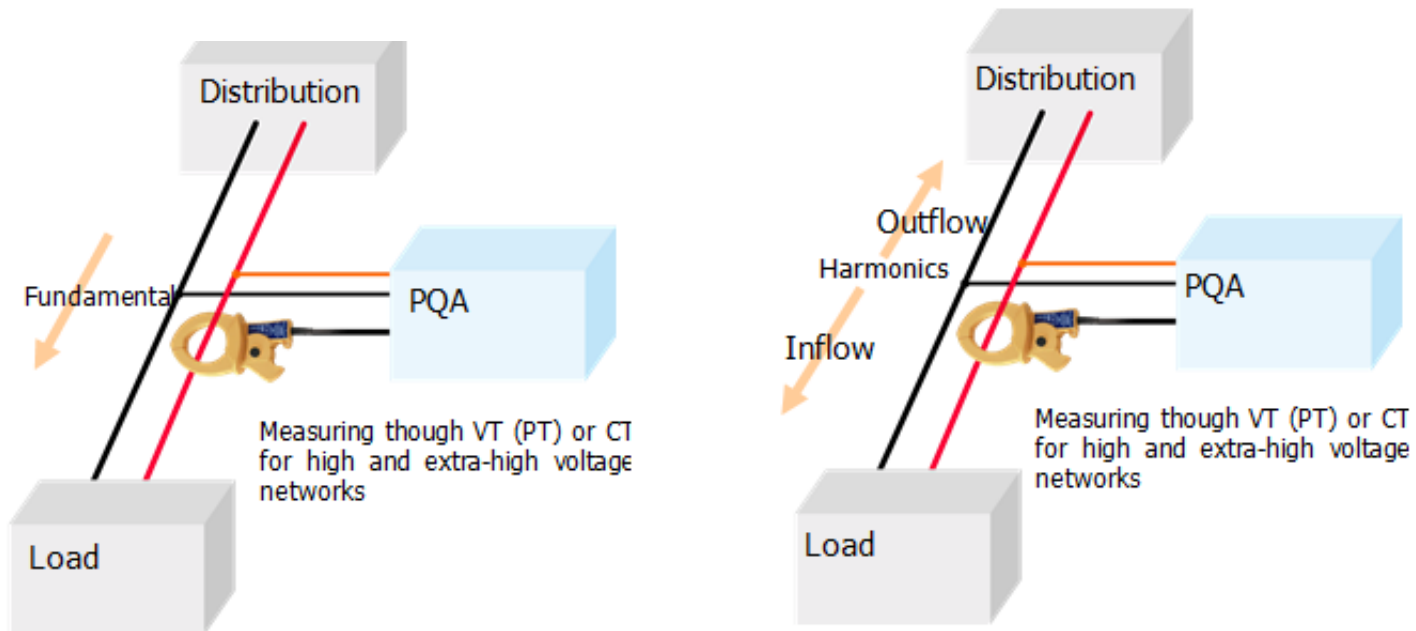 Distribution
Fundamental
PQA
Measuring though VT (PT) or CT
for high and extra-high voltage
networks
Load
Distribution
Outflow
Harmonics
Inflow
PQA
Measuring though VT (PT) or CT
for high and extra-high voltage
networks
Load